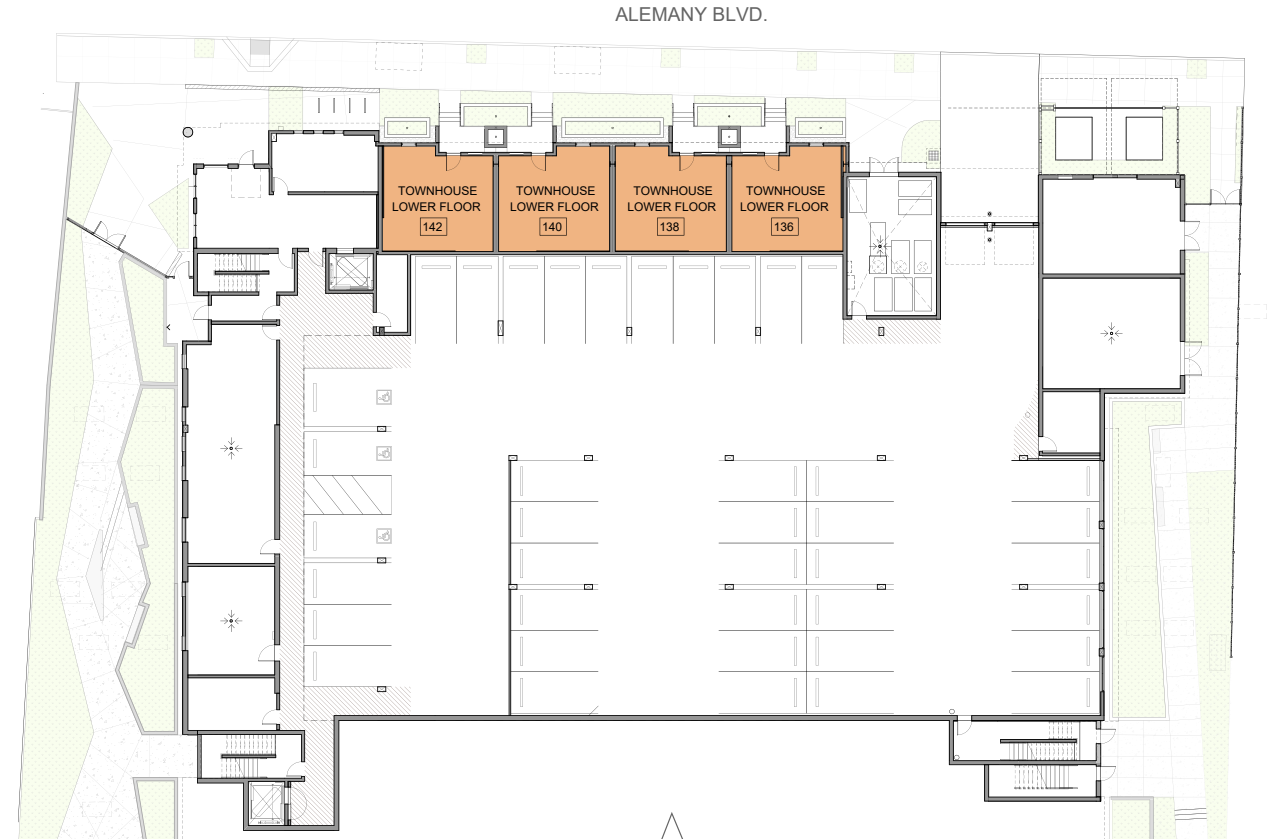 ALEMANY BLVD.
TOWNHOUSE
LOWER FLOOR
142
TOWNHOUSE
LOWER FLOOR
140
TOWNHOUSE
LOWER FLOOR
138
TOWNHOUSE
LOWER FLOOR
136